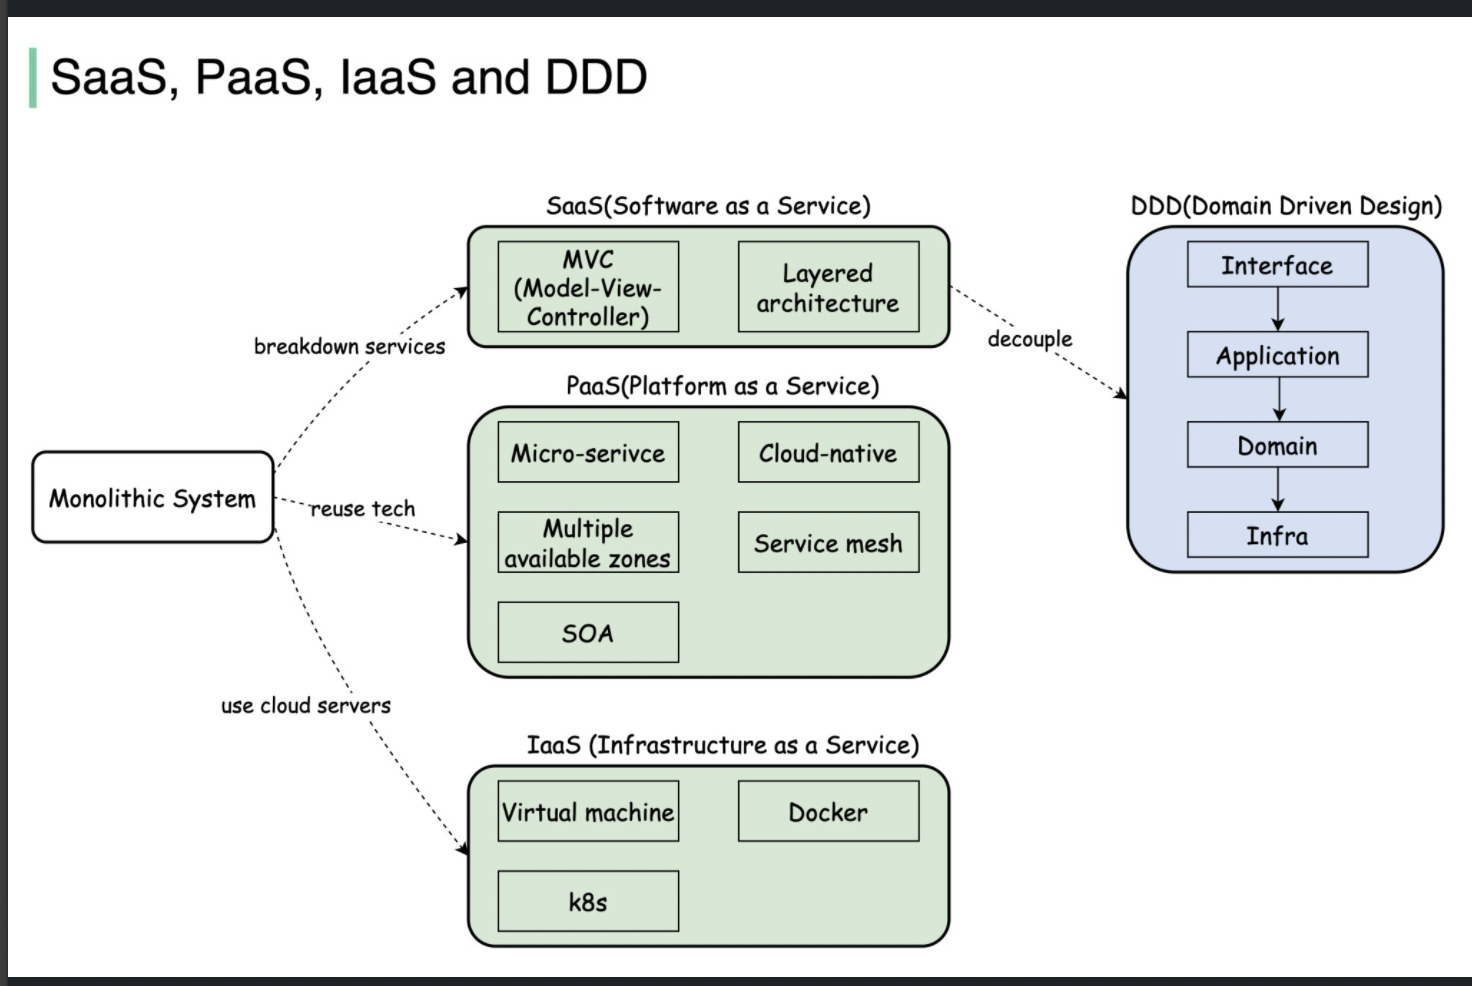 SaaS, PaaS, IaaS and DDD
SaaS(Software as a Service)
MVC
(Model-View-
Controller)
Layered
architecture
DDD(Domain Driven Design)
Interface
Application
Domain
Infra
breakdown services
decouple
PaaS(Platform as a Service)
Micro-serivce
Cloud-native
Multiple
available zones
Service mesh
SOA
Monolithic System
reuse tech
use cloud servers
IaaS (Infrastructure as a Service)
Virtual machine
Docker
k8s